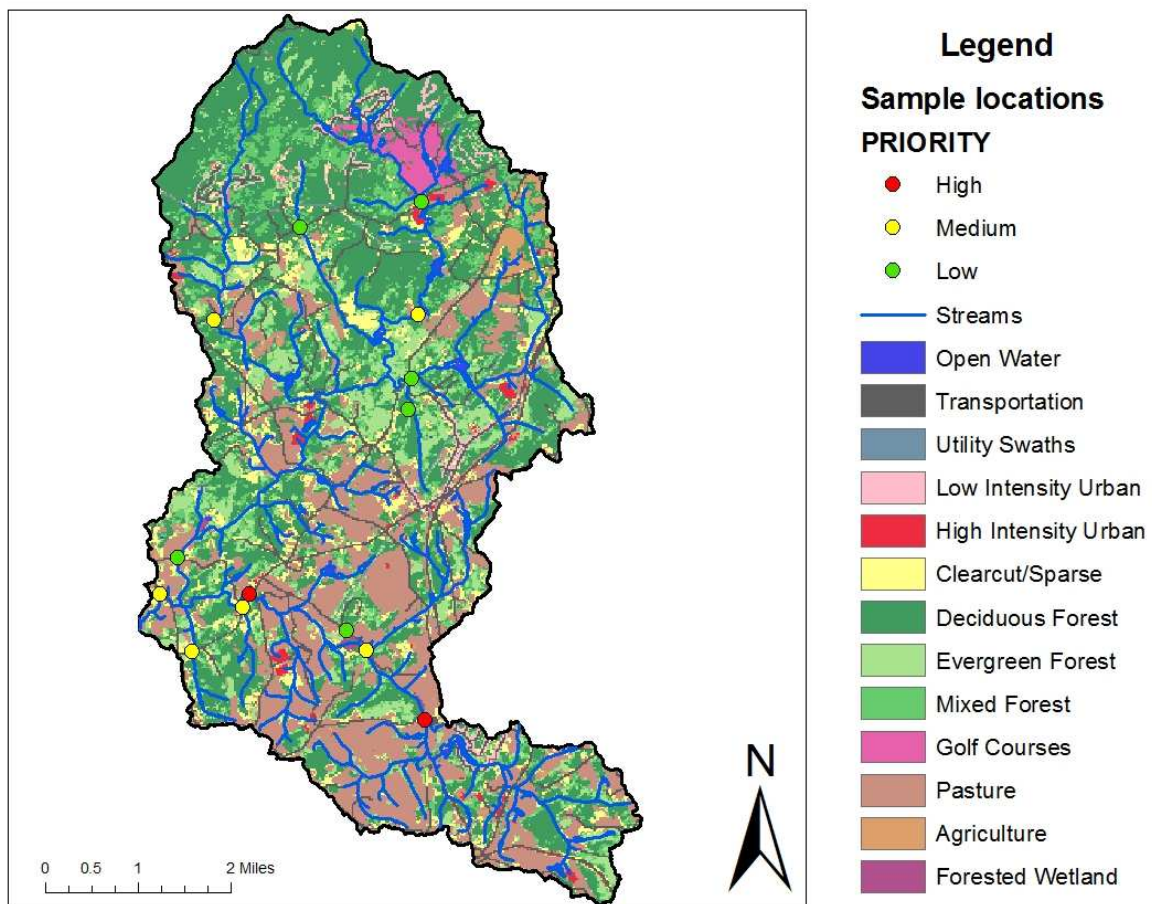 Legend
Sample locations
PRIORITY
High
Medium
Low
Streams
Open Water
Transportation
Utility Swaths
Low Intensity Urban
High Intensity Urban
Clearcut/Sparse
Deciduous Forest
Evergreen Forest
Mixed Forest
Golf Courses
Pasture
Agriculture
Forested Wetland
N
0 0.5 1 2 Miles